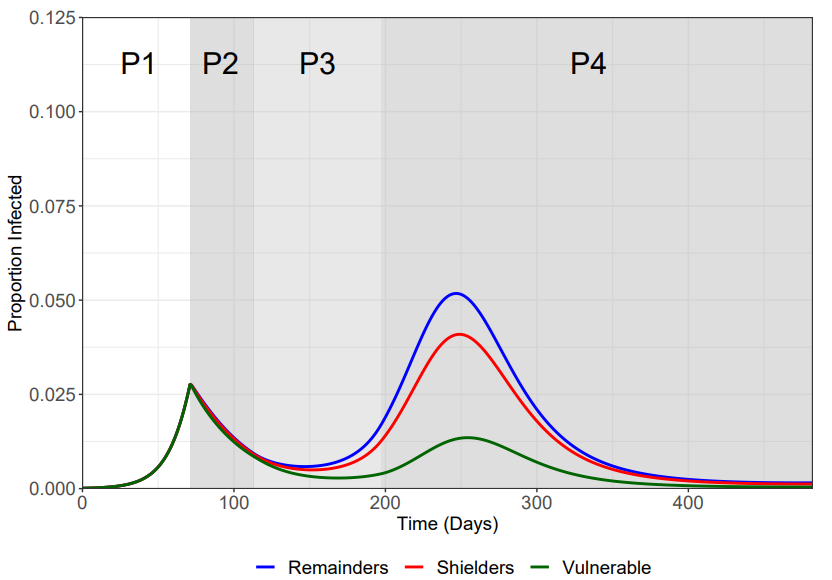 0.125
P1 P2 P3 P4
0.100
0.075
Proportion Infected
0.050
0.025
0.000
0 100 200 300 400
Time (Days)
Remainders Shielders Vulnerable